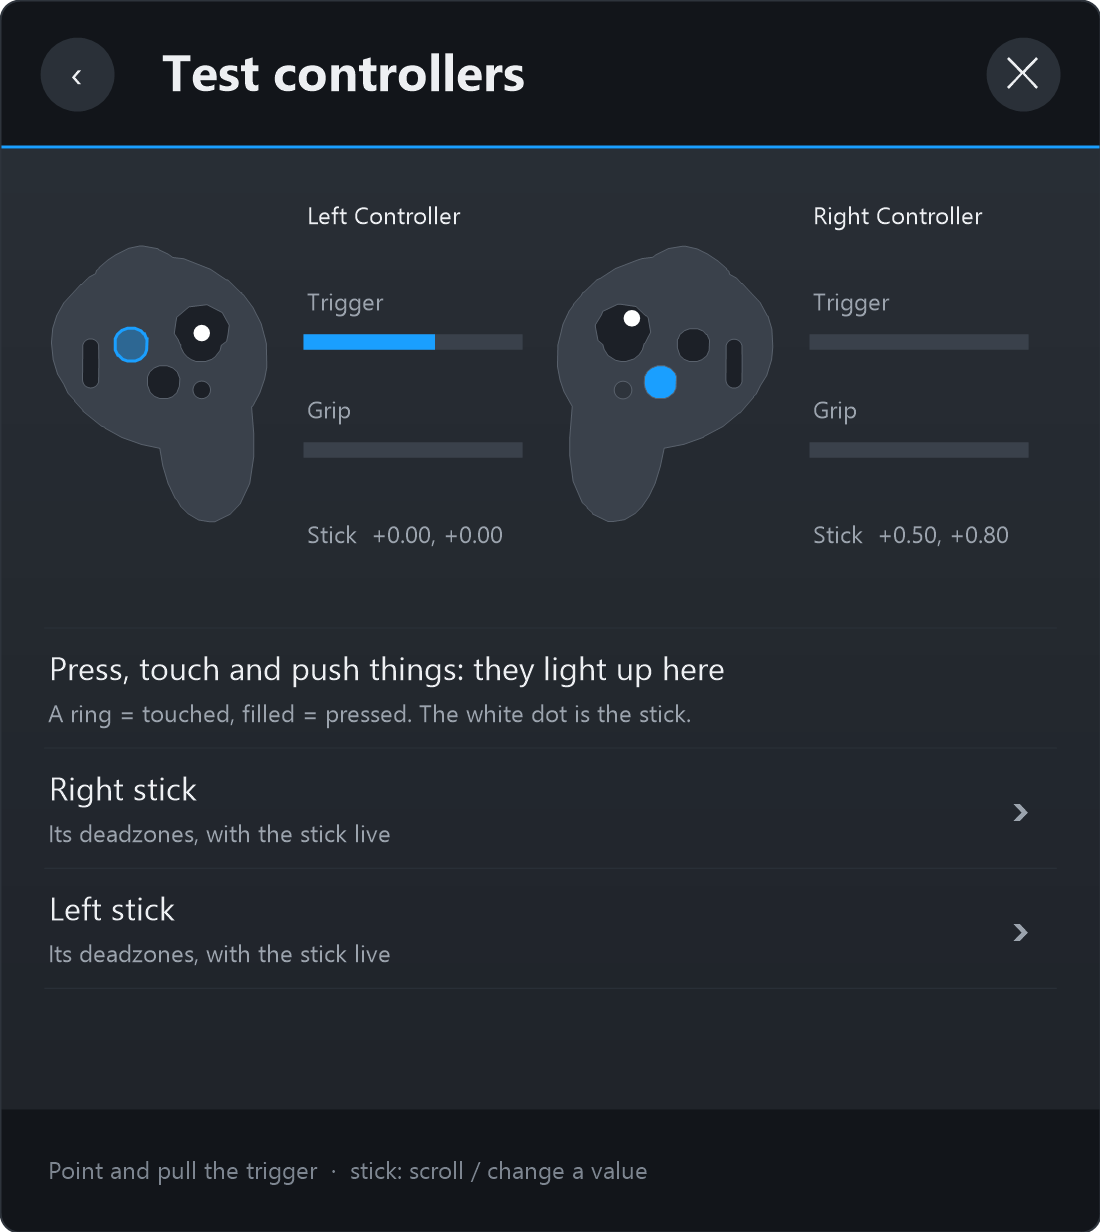 ‹ Test controllers
Left Controller
Trigger
Grip
Stick +0.00, +0.00
Right Controller
Trigger
Grip
Stick +0.50, +0.80
Press, touch and push things: they light up here
A ring = touched, filled = pressed. The white dot is the stick.
Right stick
Its deadzones, with the stick live
Left stick
Its deadzones, with the stick live
Point and pull the trigger · stick: scroll / change a value